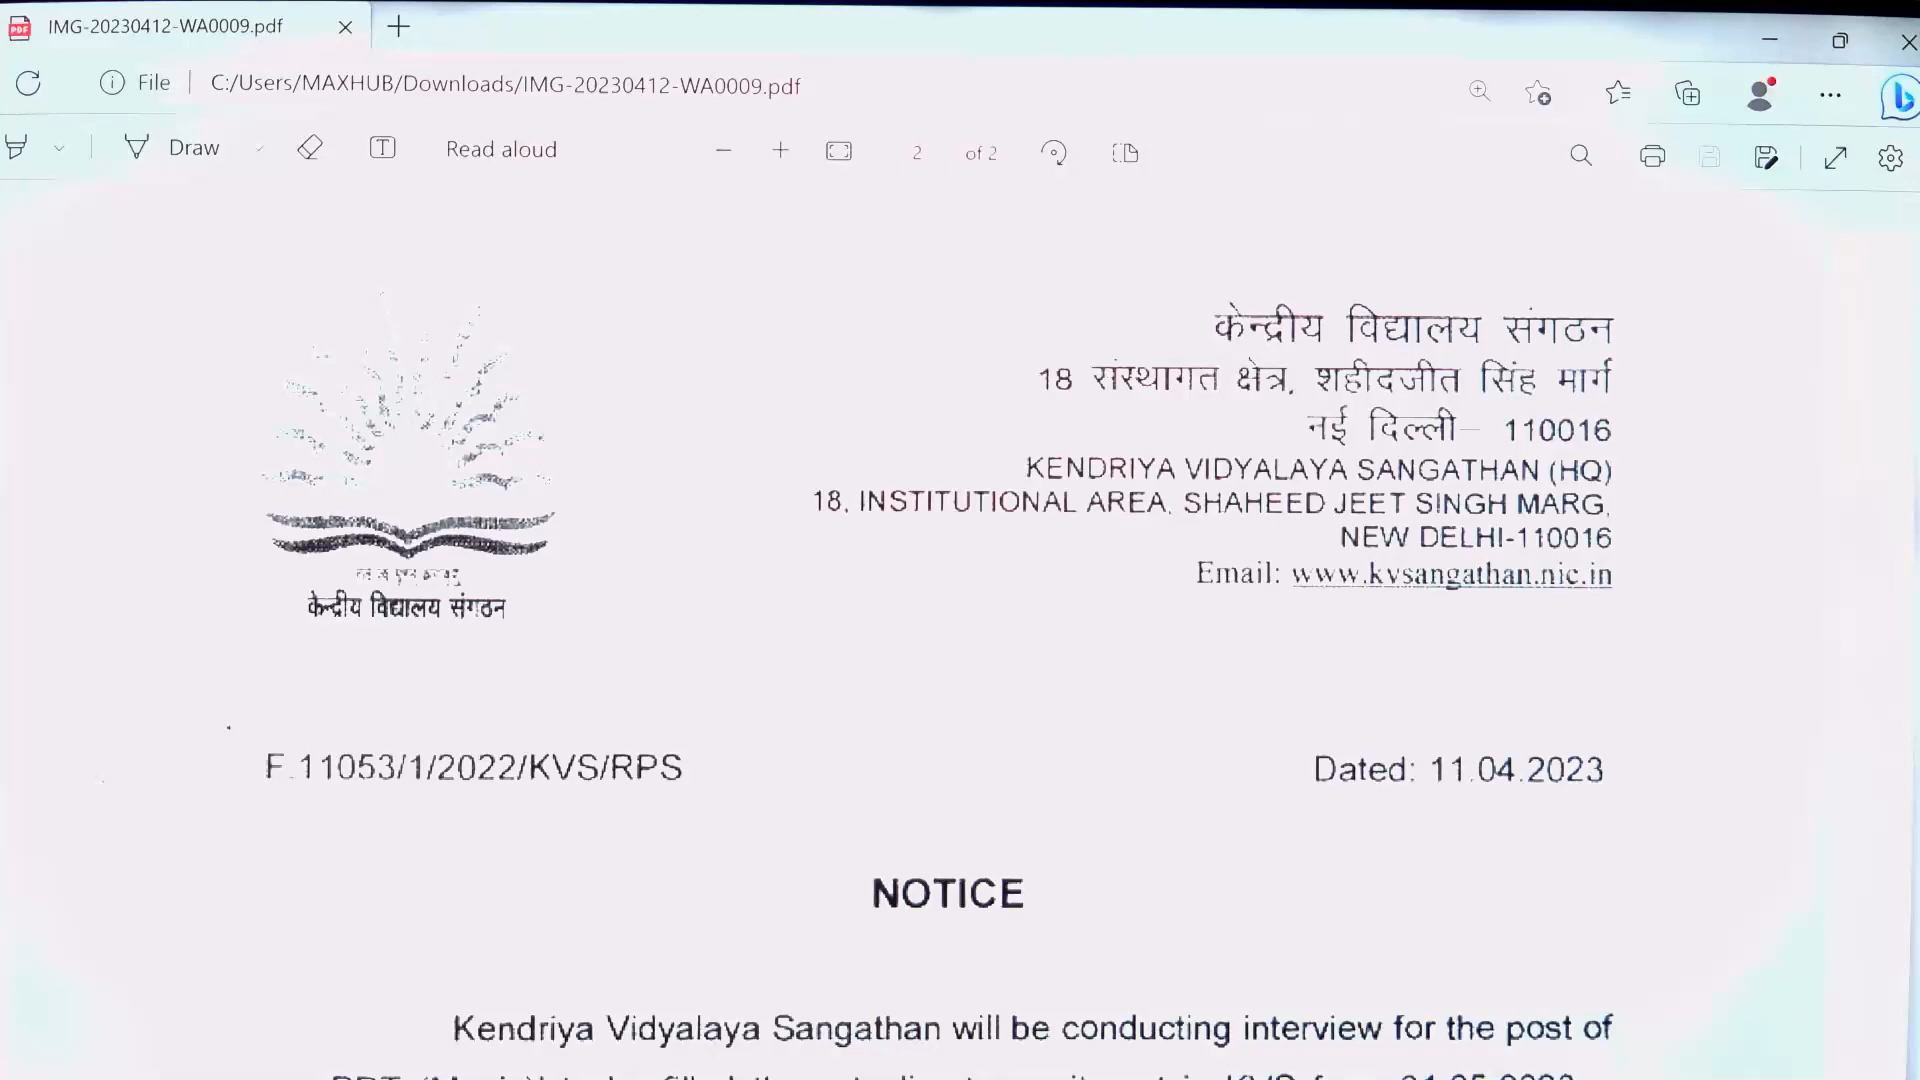 IMG-20230412-WA0009.pdf
File
C:/Users/MAXHUB/Downloads/IMG-20230412-WA0009.pdf
Draw
Read aloud
2 of 2
केन्द्रीय विद्यालय संगठन
18 संस्थागत क्षेत्र, शहीदजीत सिंह मार्ग
नई दिल्ली– 110016
KENDRIYA VIDYALAYA SANGATHAN (HQ)
18, INSTITUTIONAL AREA, SHAHEED JEET SINGH MARG,
NEW DELHI-110016
Email: www.kvsangathan.nic.in
केन्द्रीय विद्यालय संगठन
F.11053/1/2022/KVS/RPS
Dated: 11.04.2023
NOTICE
Kendriya Vidyalaya Sangathan will be conducting interview for the post of